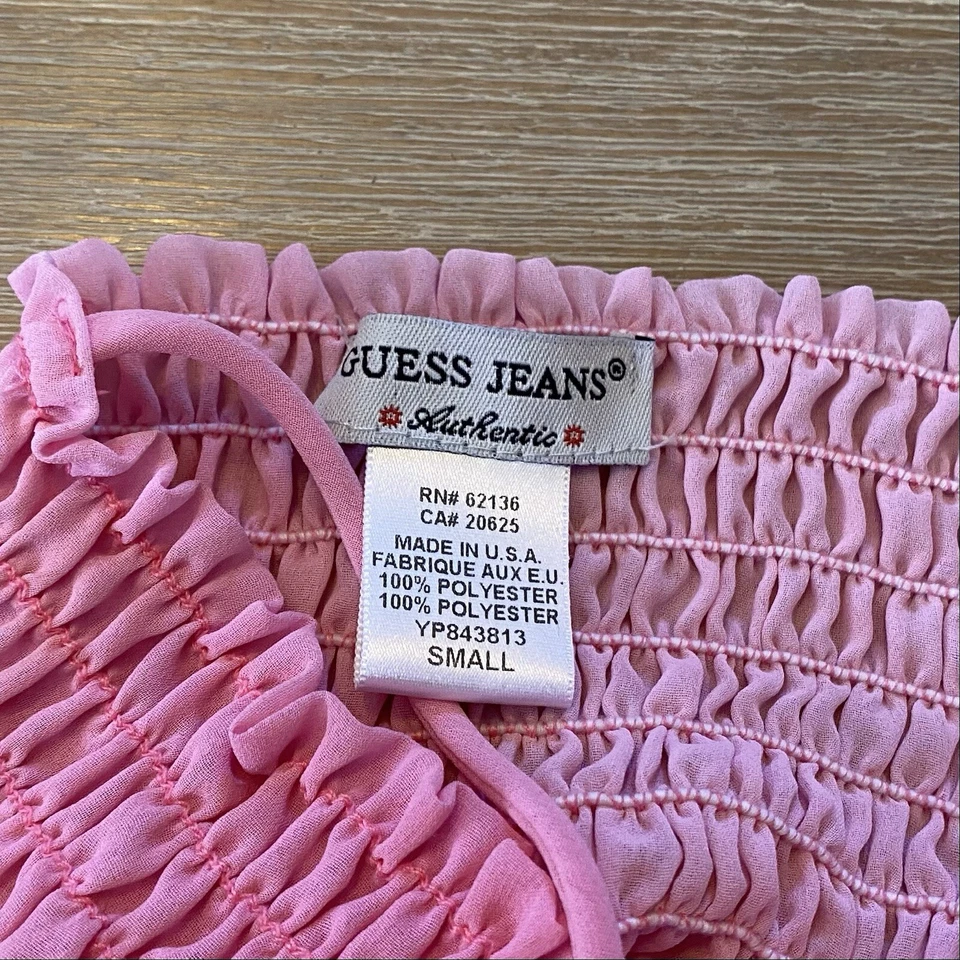 GUESS JEANS®
Authentic
RN# 62136
CA# 20625
MADE IN U.S.A.
FABRIQUE AUX E.U.
100% POLYESTER
100% POLYESTER
YP843813
SMALL